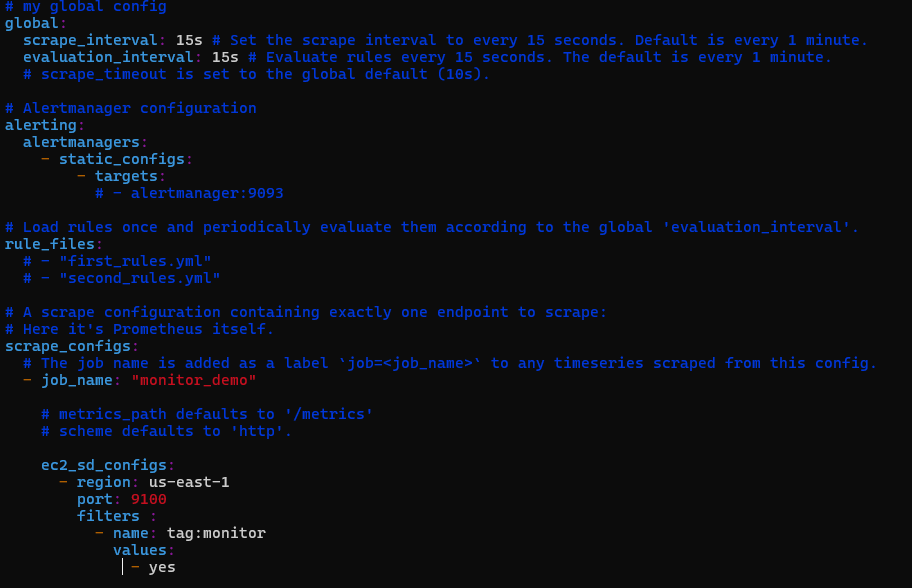 # my global config
global:
  scrape_interval: 15s # Set the scrape interval to every 15 seconds. Default is every 1 minute.
  evaluation_interval: 15s # Evaluate rules every 15 seconds. The default is every 1 minute.
  # scrape_timeout is set to the global default (10s).

# Alertmanager configuration
alerting:
  alertmanagers:
    - static_configs:
        - targets:
          # - alertmanager:9093

# Load rules once and periodically evaluate them according to the global 'evaluation_interval'.
rule_files:
  # - "first_rules.yml"
  # - "second_rules.yml"

# A scrape configuration containing exactly one endpoint to scrape:
# Here it's Prometheus itself.
scrape_configs:
  # The job name is added as a label `job=<job_name>` to any timeseries scraped from this config.
  - job_name: "monitor_demo"

    # metrics_path defaults to '/metrics'
    # scheme defaults to 'http'.

    ec2_sd_configs:
      - region: us-east-1
        port: 9100
        filters :
          - name: tag:monitor
            values:
              - yes